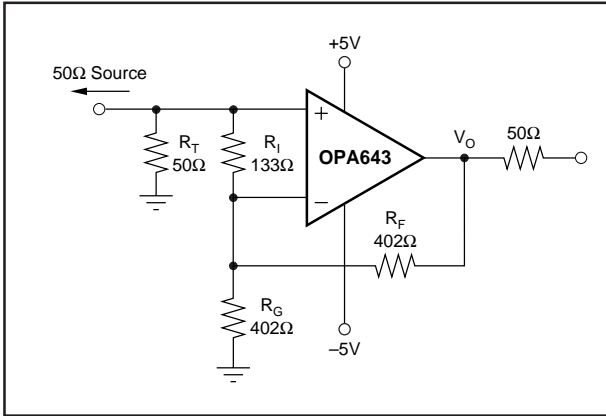 +5V
50Ω Source
+
R_T
50Ω
R_I
133Ω
OPA643
V_O
50Ω
–
R_F
402Ω
R_G
402Ω
–5V